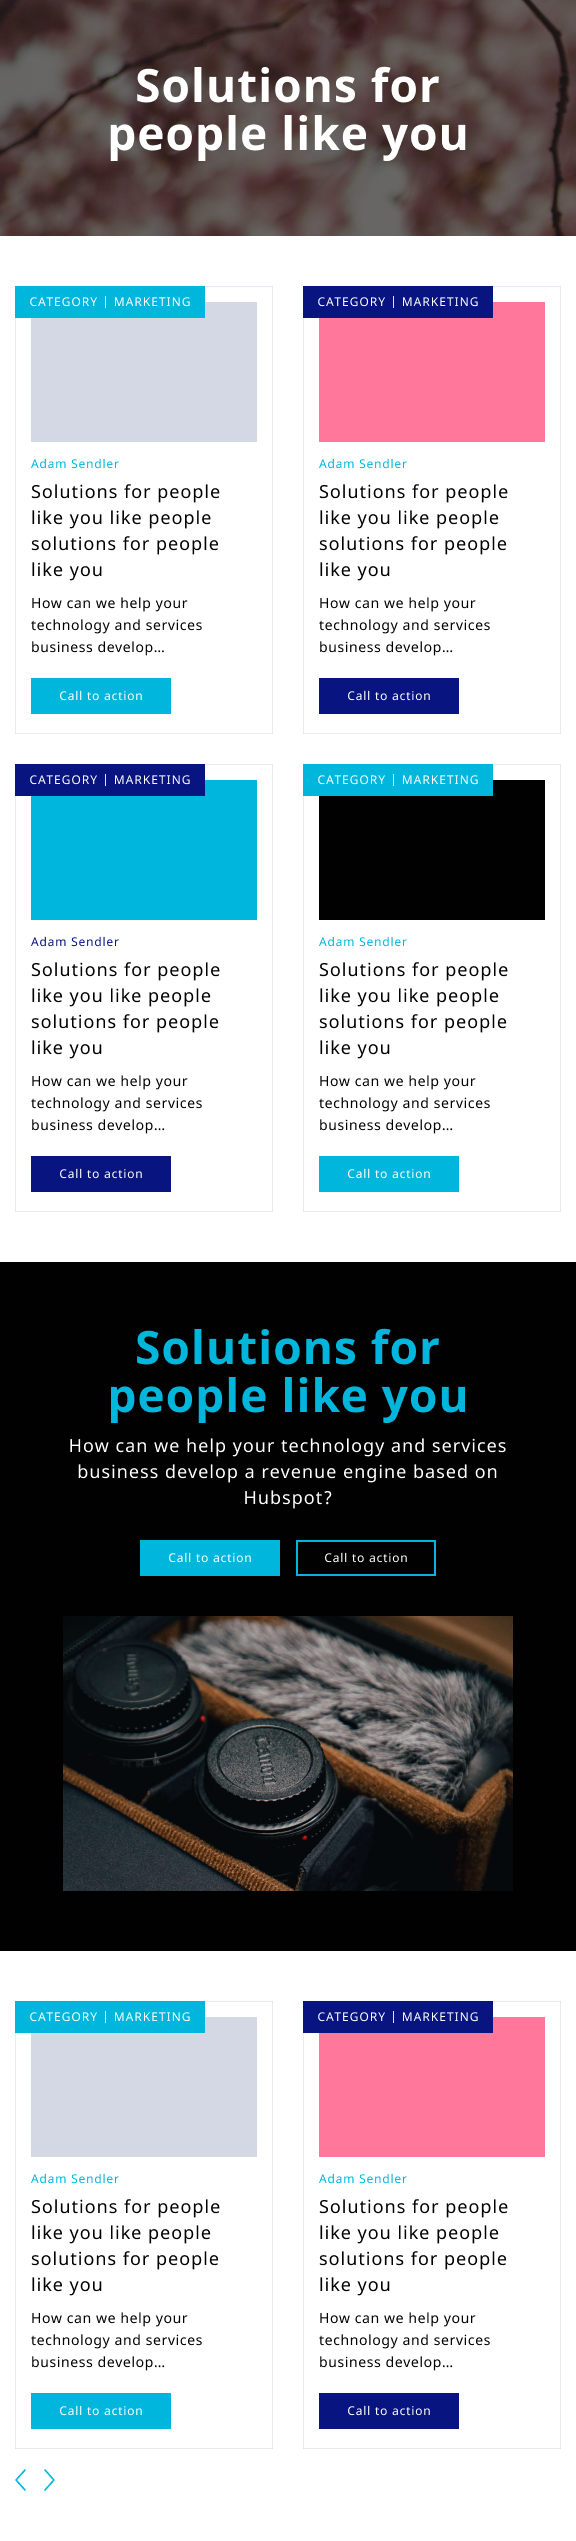 Solutions for
people like you
CATEGORY | MARKETING
Adam Sendler
Solutions for people
like you like people
solutions for people
like you
How can we help your
technology and services
business develop...
Call to action
CATEGORY | MARKETING
Adam Sendler
Solutions for people
like you like people
solutions for people
like you
How can we help your
technology and services
business develop...
Call to action
CATEGORY | MARKETING
Adam Sendler
Solutions for people
like you like people
solutions for people
like you
How can we help your
technology and services
business develop...
Call to action
CATEGORY | MARKETING
Adam Sendler
Solutions for people
like you like people
solutions for people
like you
How can we help your
technology and services
business develop...
Call to action
Solutions for
people like you
How can we help your technology and services
business develop a revenue engine based on
Hubspot?
Call to action
Call to action
Canon
CATEGORY | MARKETING
Adam Sendler
Solutions for people
like you like people
solutions for people
like you
How can we help your
technology and services
business develop...
Call to action
CATEGORY | MARKETING
Adam Sendler
Solutions for people
like you like people
solutions for people
like you
How can we help your
technology and services
business develop...
Call to action